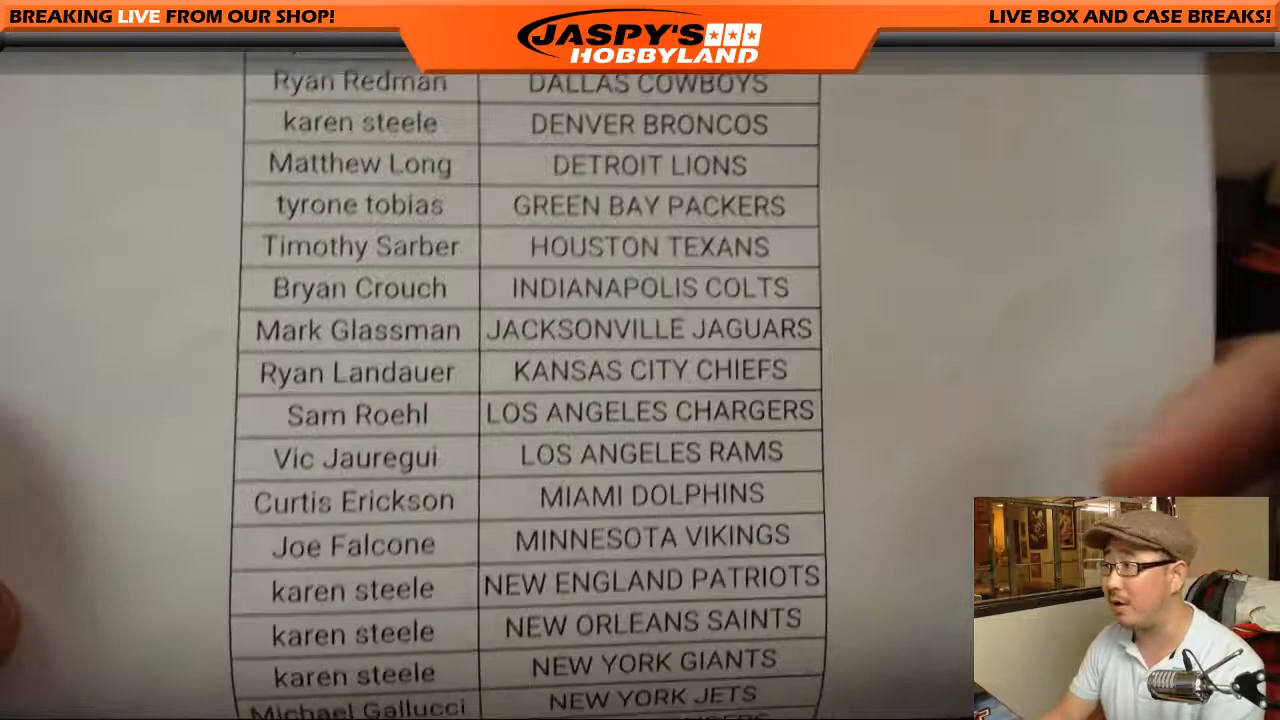 BREAKING LIVE FROM OUR SHOP!
JASPY'S
HOBBYLAND
LIVE BOX AND CASE BREAKS!
Ryan Redman DALLAS COWBOYS
karen steele DENVER BRONCOS
Matthew Long DETROIT LIONS
tyrone tobias GREEN BAY PACKERS
Timothy Sarber HOUSTON TEXANS
Bryan Crouch INDIANAPOLIS COLTS
Mark Glassman JACKSONVILLE JAGUARS
Ryan Landauer KANSAS CITY CHIEFS
Sam Roehl LOS ANGELES CHARGERS
Vic Jauregui LOS ANGELES RAMS
Curtis Erickson MIAMI DOLPHINS
Joe Falcone MINNESOTA VIKINGS
karen steele NEW ENGLAND PATRIOTS
karen steele NEW ORLEANS SAINTS
karen steele NEW YORK GIANTS
Michael Gallucci NEW YORK JETS